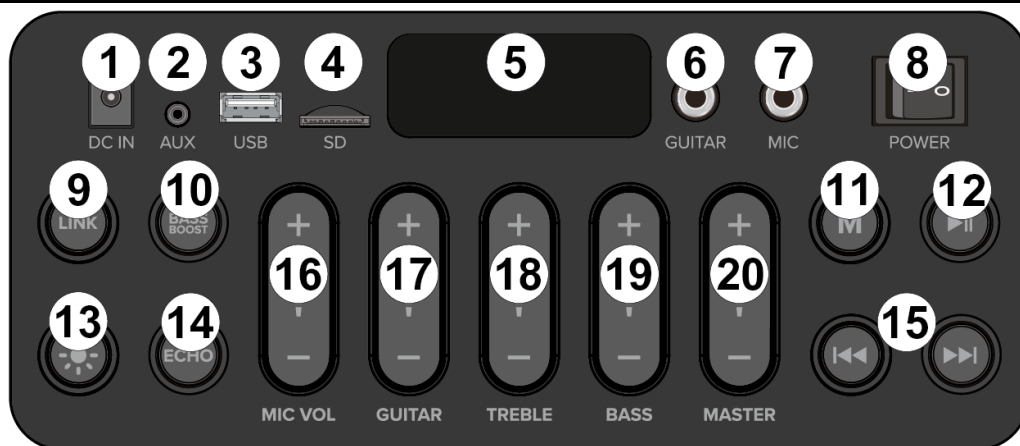 1 2 3 4 5 6 7 8
DC IN AUX USB SD GUITAR MIC POWER
9 10 11 12
LINK BASS BOOST M
16 17 18 19 20
13 14 15
ECHO
MIC VOL GUITAR TREBLE BASS MASTER